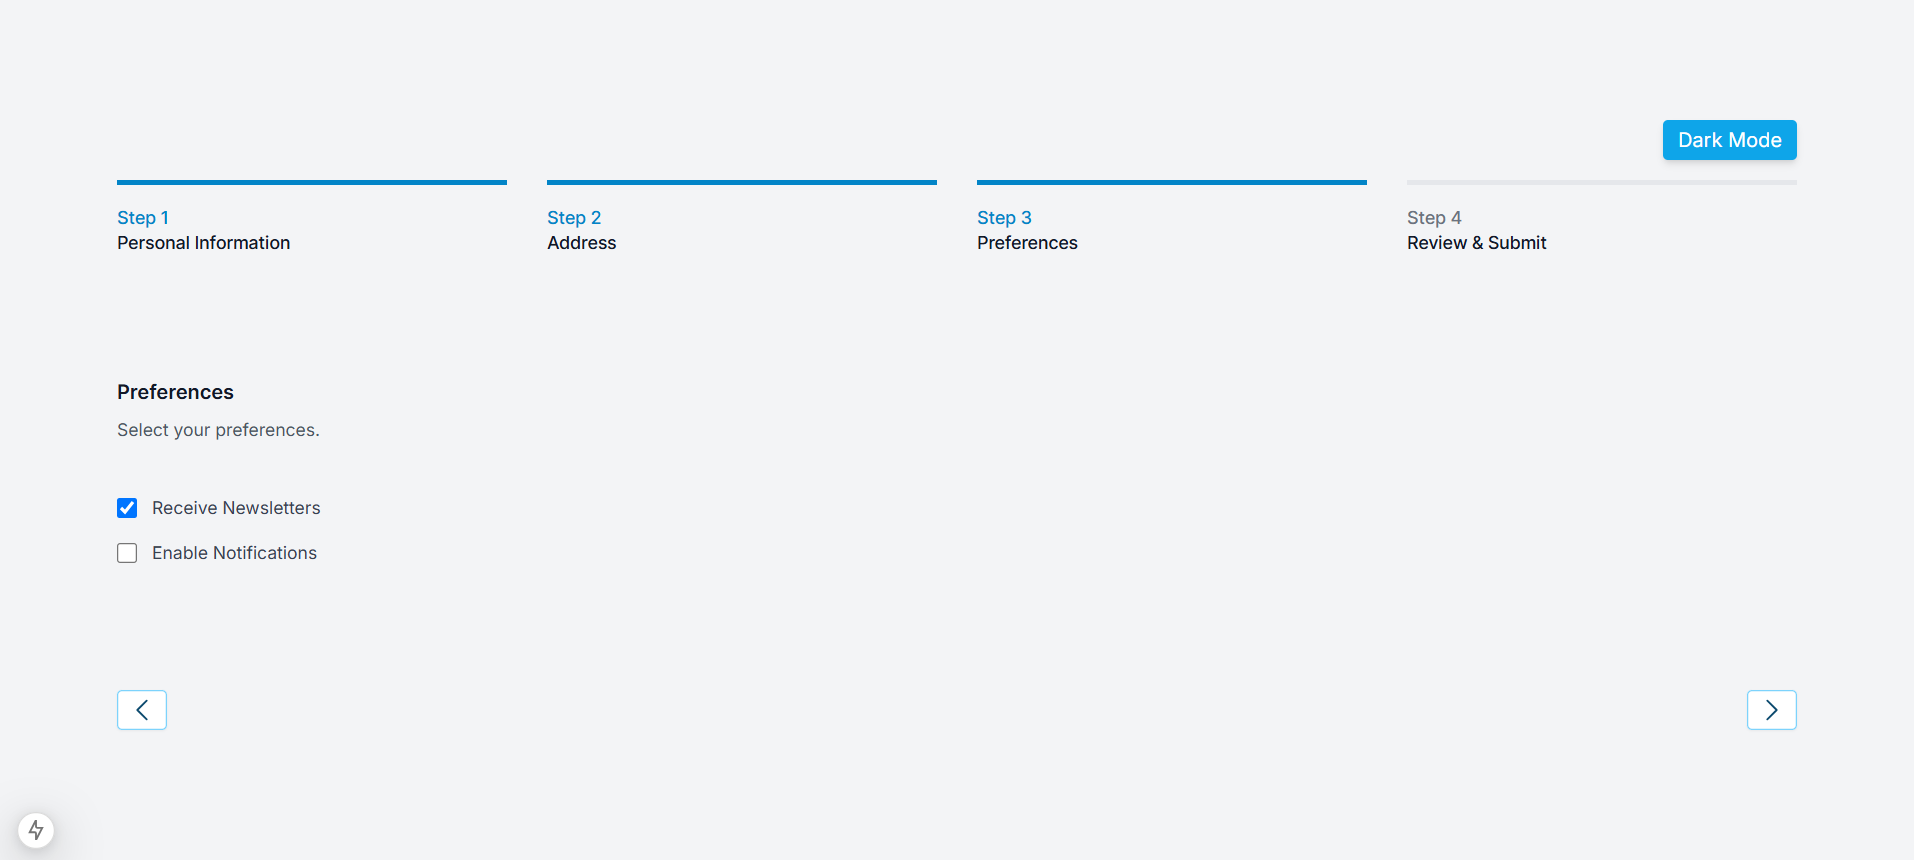 Dark Mode
Step 1
Personal Information
Step 2
Address
Step 3
Preferences
Step 4
Review & Submit
Preferences
Select your preferences.
Receive Newsletters
Enable Notifications